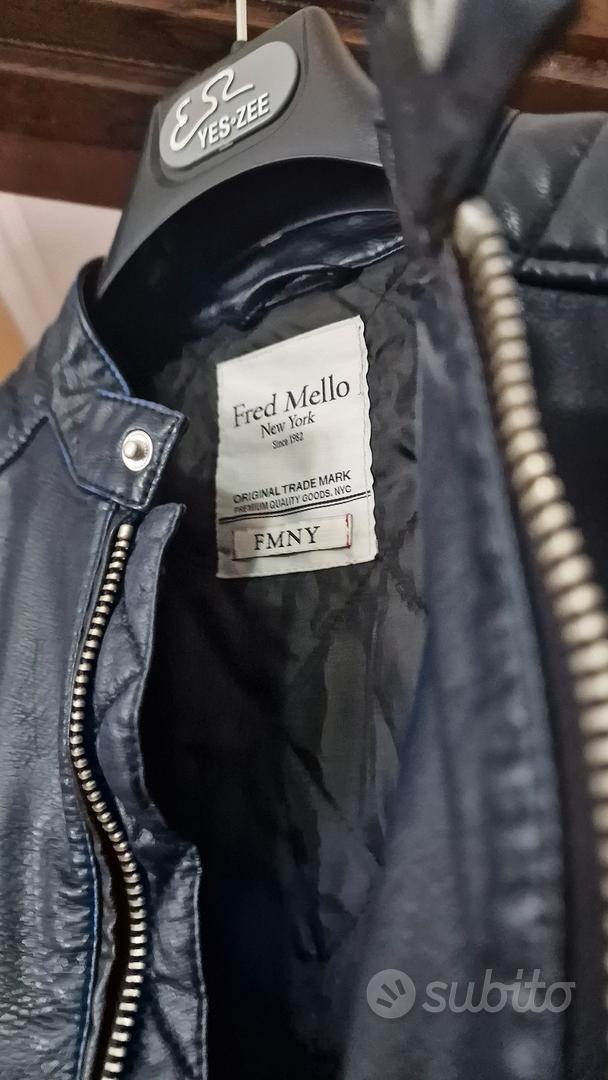 YES-ZEE
Fred Mello
New York
Since 1982
ORIGINAL TRADE MARK
PREMIUM QUALITY GOODS, NYC
FMNY
subito